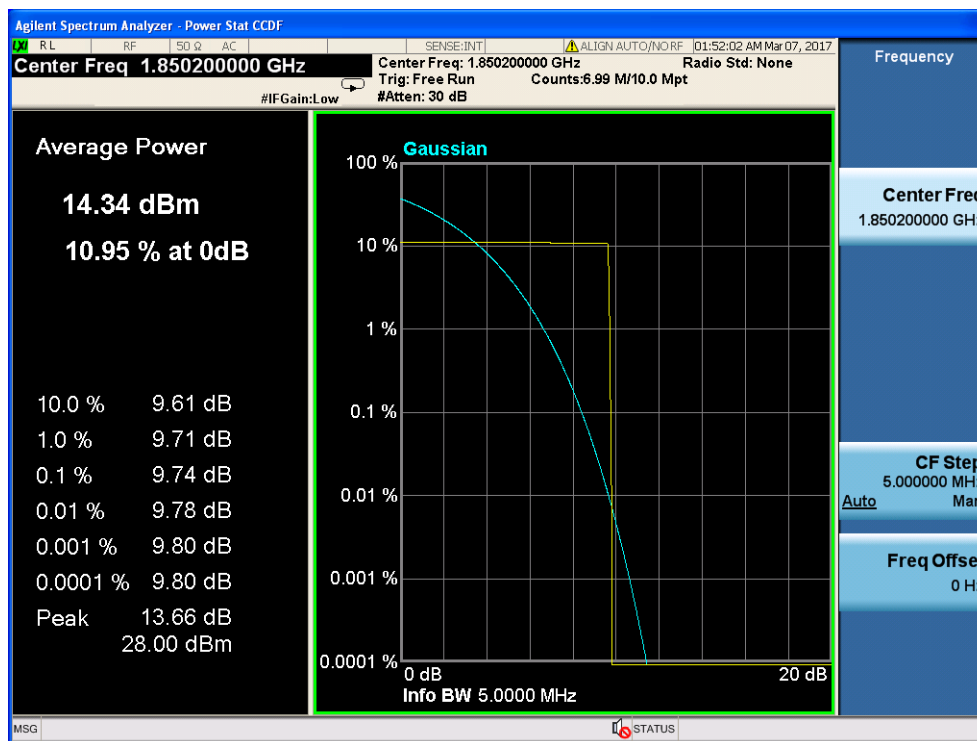 Agilent Spectrum Analyzer - Power Stat CCDF
LXI RL RF 50 Ω AC SENSE:INT ALIGN AUTO/NO RF 01:52:02 AM Mar 07, 2017
Center Freq 1.850200000 GHz
Center Freq: 1.850200000 GHz Radio Std: None
Trig: Free Run Counts:6.99 M/10.0 Mpt
#IFGain:Low #Atten: 30 dB
Average Power
14.34 dBm
10.95 % at 0dB
10.0 % 9.61 dB
1.0 % 9.71 dB
0.1 % 9.74 dB
0.01 % 9.78 dB
0.001 % 9.80 dB
0.0001 % 9.80 dB
Peak 13.66 dB
28.00 dBm
Gaussian
100 %
10 %
1 %
0.1 %
0.01 %
0.001 %
0.0001 %
0 dB 20 dB
Info BW 5.0000 MHz
Frequency
Center Freq
1.850200000 GHz
CF Step
5.000000 MHz
Auto Man
Freq Offse
0 Hz
MSG STATUS